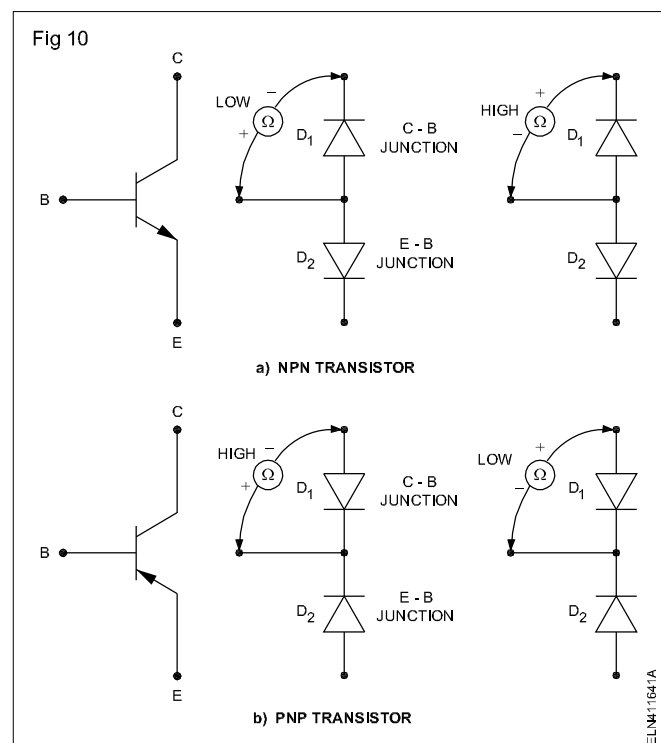 Fig 10
C
B
E
LOW
−
+
Ω
D1
C - B
JUNCTION
D2
E - B
JUNCTION
HIGH
+
−
Ω
D1
D2
a) NPN TRANSISTOR
C
B
E
HIGH
−
+
Ω
D1
C - B
JUNCTION
D2
E - B
JUNCTION
LOW
+
−
Ω
D1
D2
b) PNP TRANSISTOR
ELN411641A